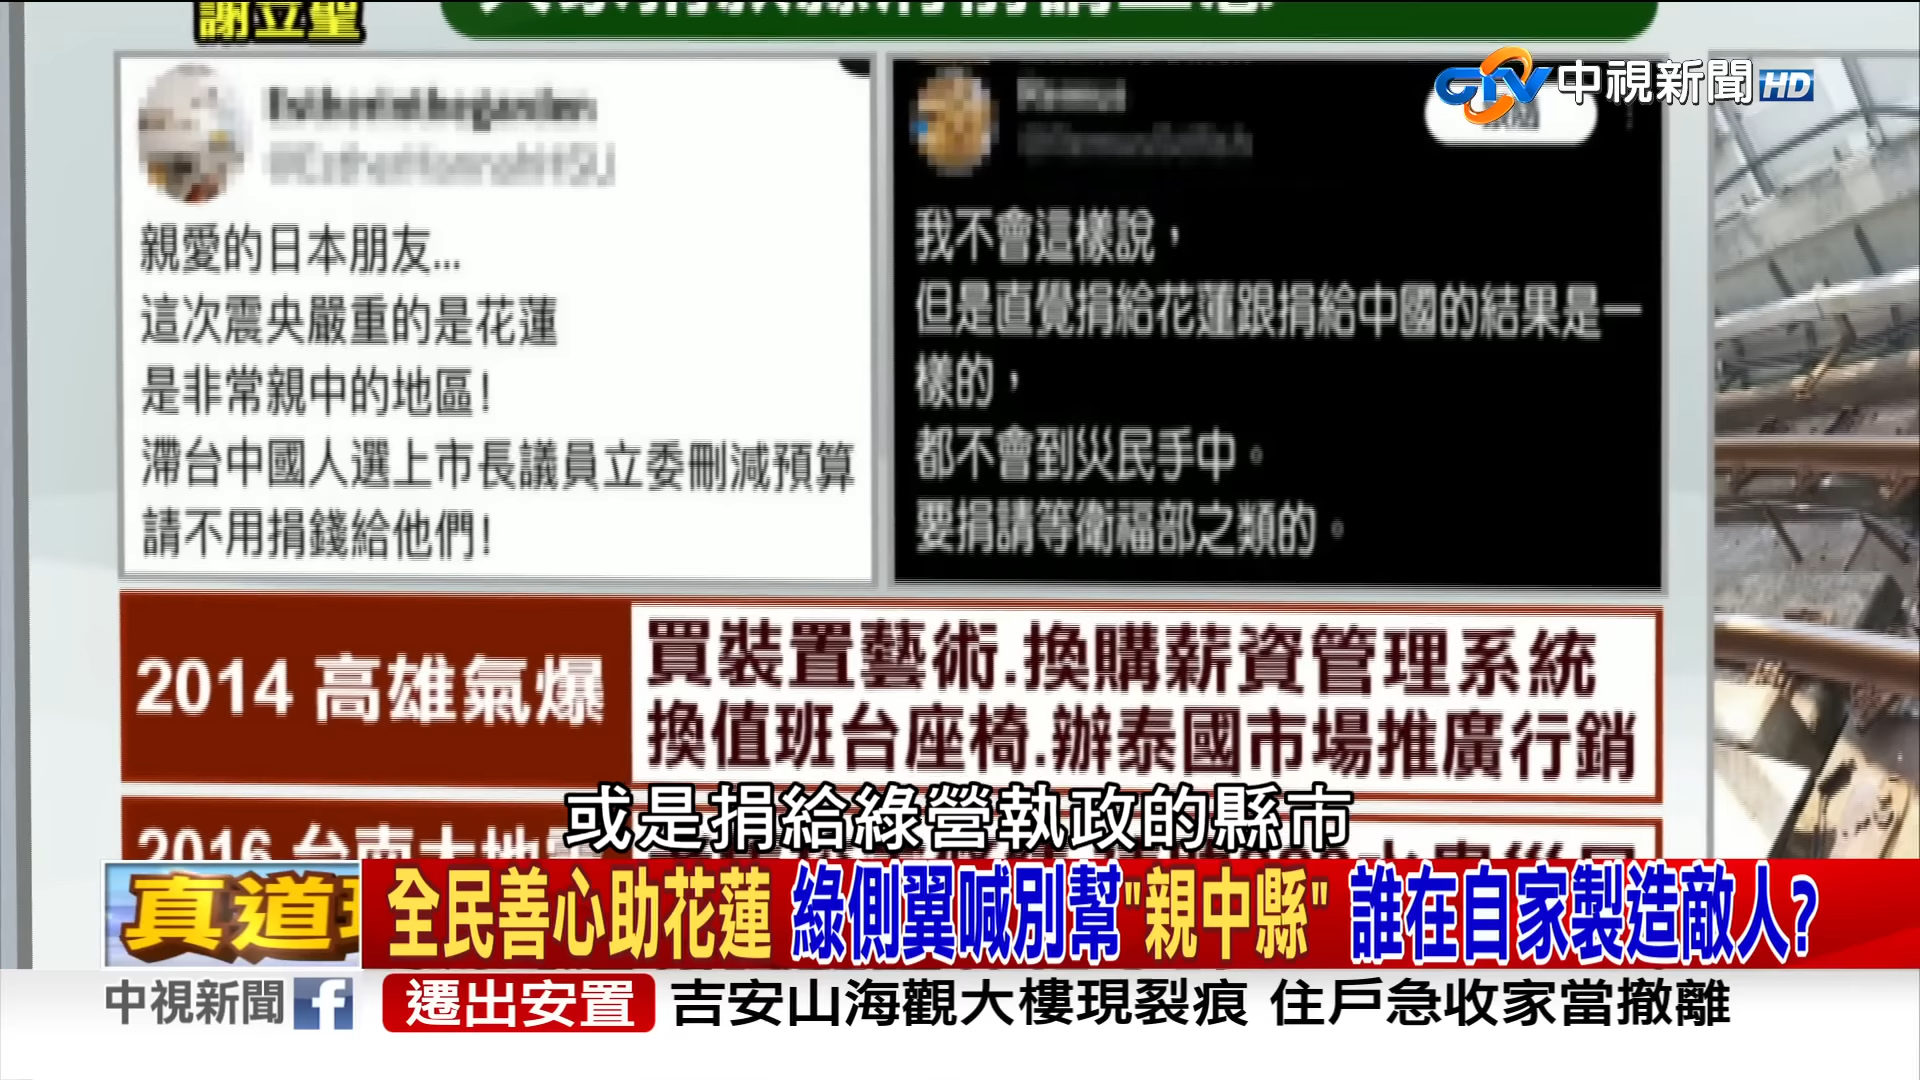 中視新聞HD
親愛的日本朋友...
這次震央嚴重的是花蓮
是非常親中的地區!
滯台中國人選上市長議員立委刪減預算
請不用捐錢給他們!
我不會這樣說，
但是直覺捐給花蓮跟捐給中國的結果是一
樣的，
都不會到災民手中。
要捐請等衛福部之類的。
2014 高雄氣爆
買裝置藝術.換購薪資管理系統
換值班台座椅.辦泰國市場推廣行銷
2016 台南大地震
或是捐給綠營執政的縣市
真道理
全民善心助花蓮 綠側翼喊別幫"親中縣" 誰在自家製造敵人?
中視新聞
遷出安置 吉安山海觀大樓現裂痕 住戶急收家當撤離